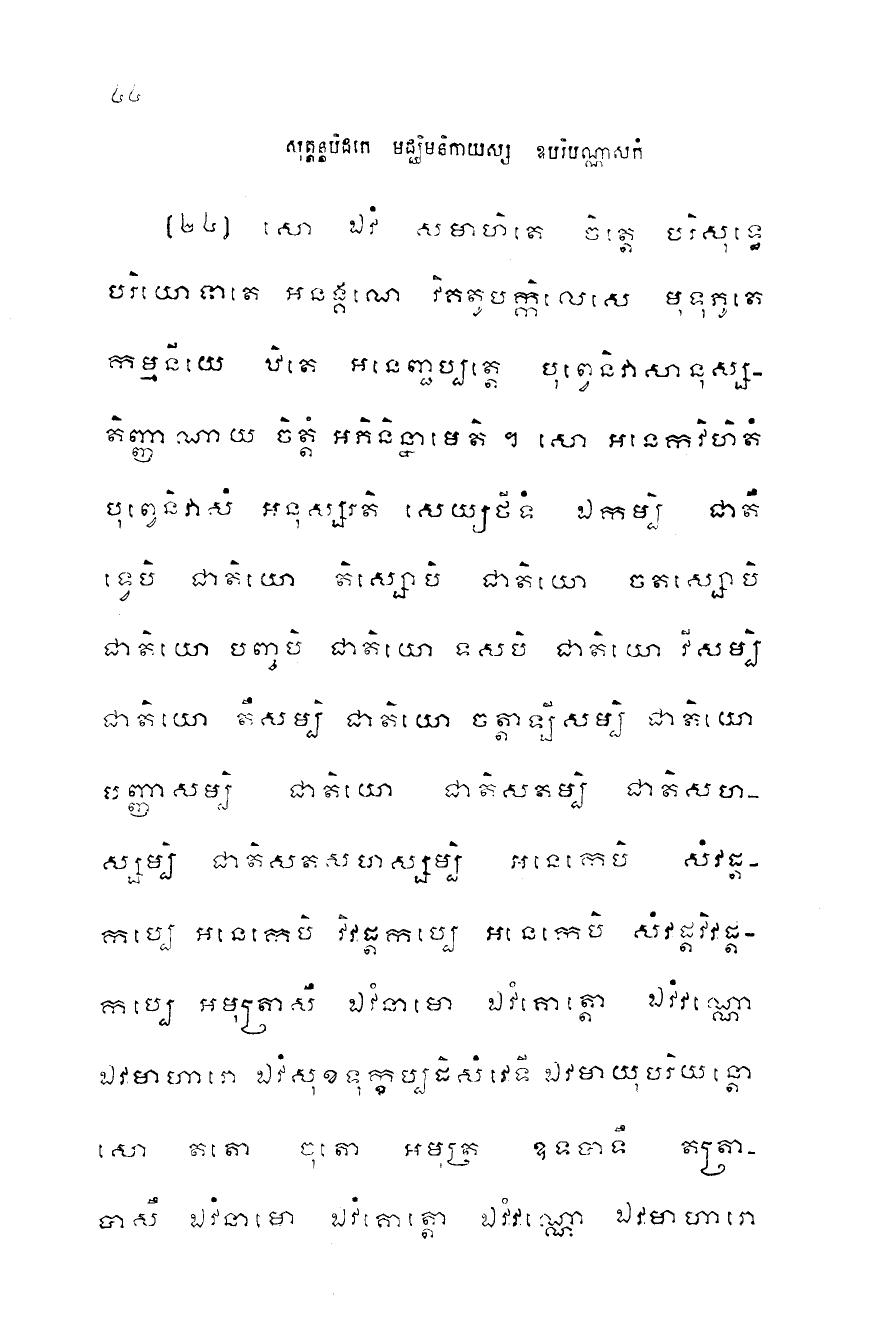 ៤៤
សុត្តន្តបិដកេ មជ្ឈិមនិកាយស្ស ឧបរិបណ្ណាសកំ
[២៤] សោ ឯវំ សមាហិតេ ចិត្តេ បរិសុទ្ធេ
បរិយោទាតេ អនង្គណេ វិគតូបក្កិលេសេ មុទុភូតេ
កម្មនីយេ ឋិតេ អនេញ្ជប្បត្តេ បុព្វេនិវាសានុស្ស-
តិញ្ញាណាយ ចិត្តំ អភិនិន្នាមេតិ ។ សោ អនេកវិហិតំ
បុព្វេនិវាសំ អនុស្សរតិ សេយ្យថីទំ ឯកម្បិ ជាតឹ
ទ្វេបិ ជាតិយោ តិស្សោបិ ជាតិយោ ចតស្សោបិ
ជាតិយោ បញ្ចបិ ជាតិយោ ទសបិ ជាតិយោ វីសម្បិ
ជាតិយោ តឹសម្បិ ជាតិយោ ចត្តាឡីសម្បិ ជាតិយោ
បញ្ញាសម្បិ ជាតិយោ ជាតិសតម្បិ ជាតិសហ-
ស្សម្បិ ជាតិសតសហស្សម្បិ អនេកេបិ សំវដ្ដ-
កប្បេ អនេកេបិ វិវដ្ដកប្បេ អនេកេបិ សំវដ្ដវិវដ្ដ-
កប្បេ អមុត្រាសឹ ឯវំនាមោ ឯវំគោត្តោ ឯវំវណ្ណោ
ឯវមាហារោ ឯវំសុខទុក្ខប្បដិសំវេទី ឯវមាយុបរិយន្តោ
សោ តតោ ចុតោ អមុត្រ ឧទបាទឹ តត្រា-
បាសឹ ឯវំនាមោ ឯវំគោត្តោ ឯវំវណ្ណោ ឯវមាហារោ